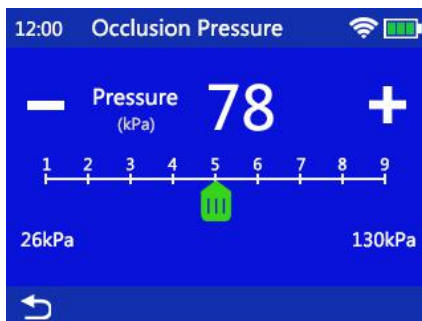 12:00 Occlusion Pressure
Pressure 78
(kPa)
1 2 3 4 5 6 7 8 9
26kPa 130kPa